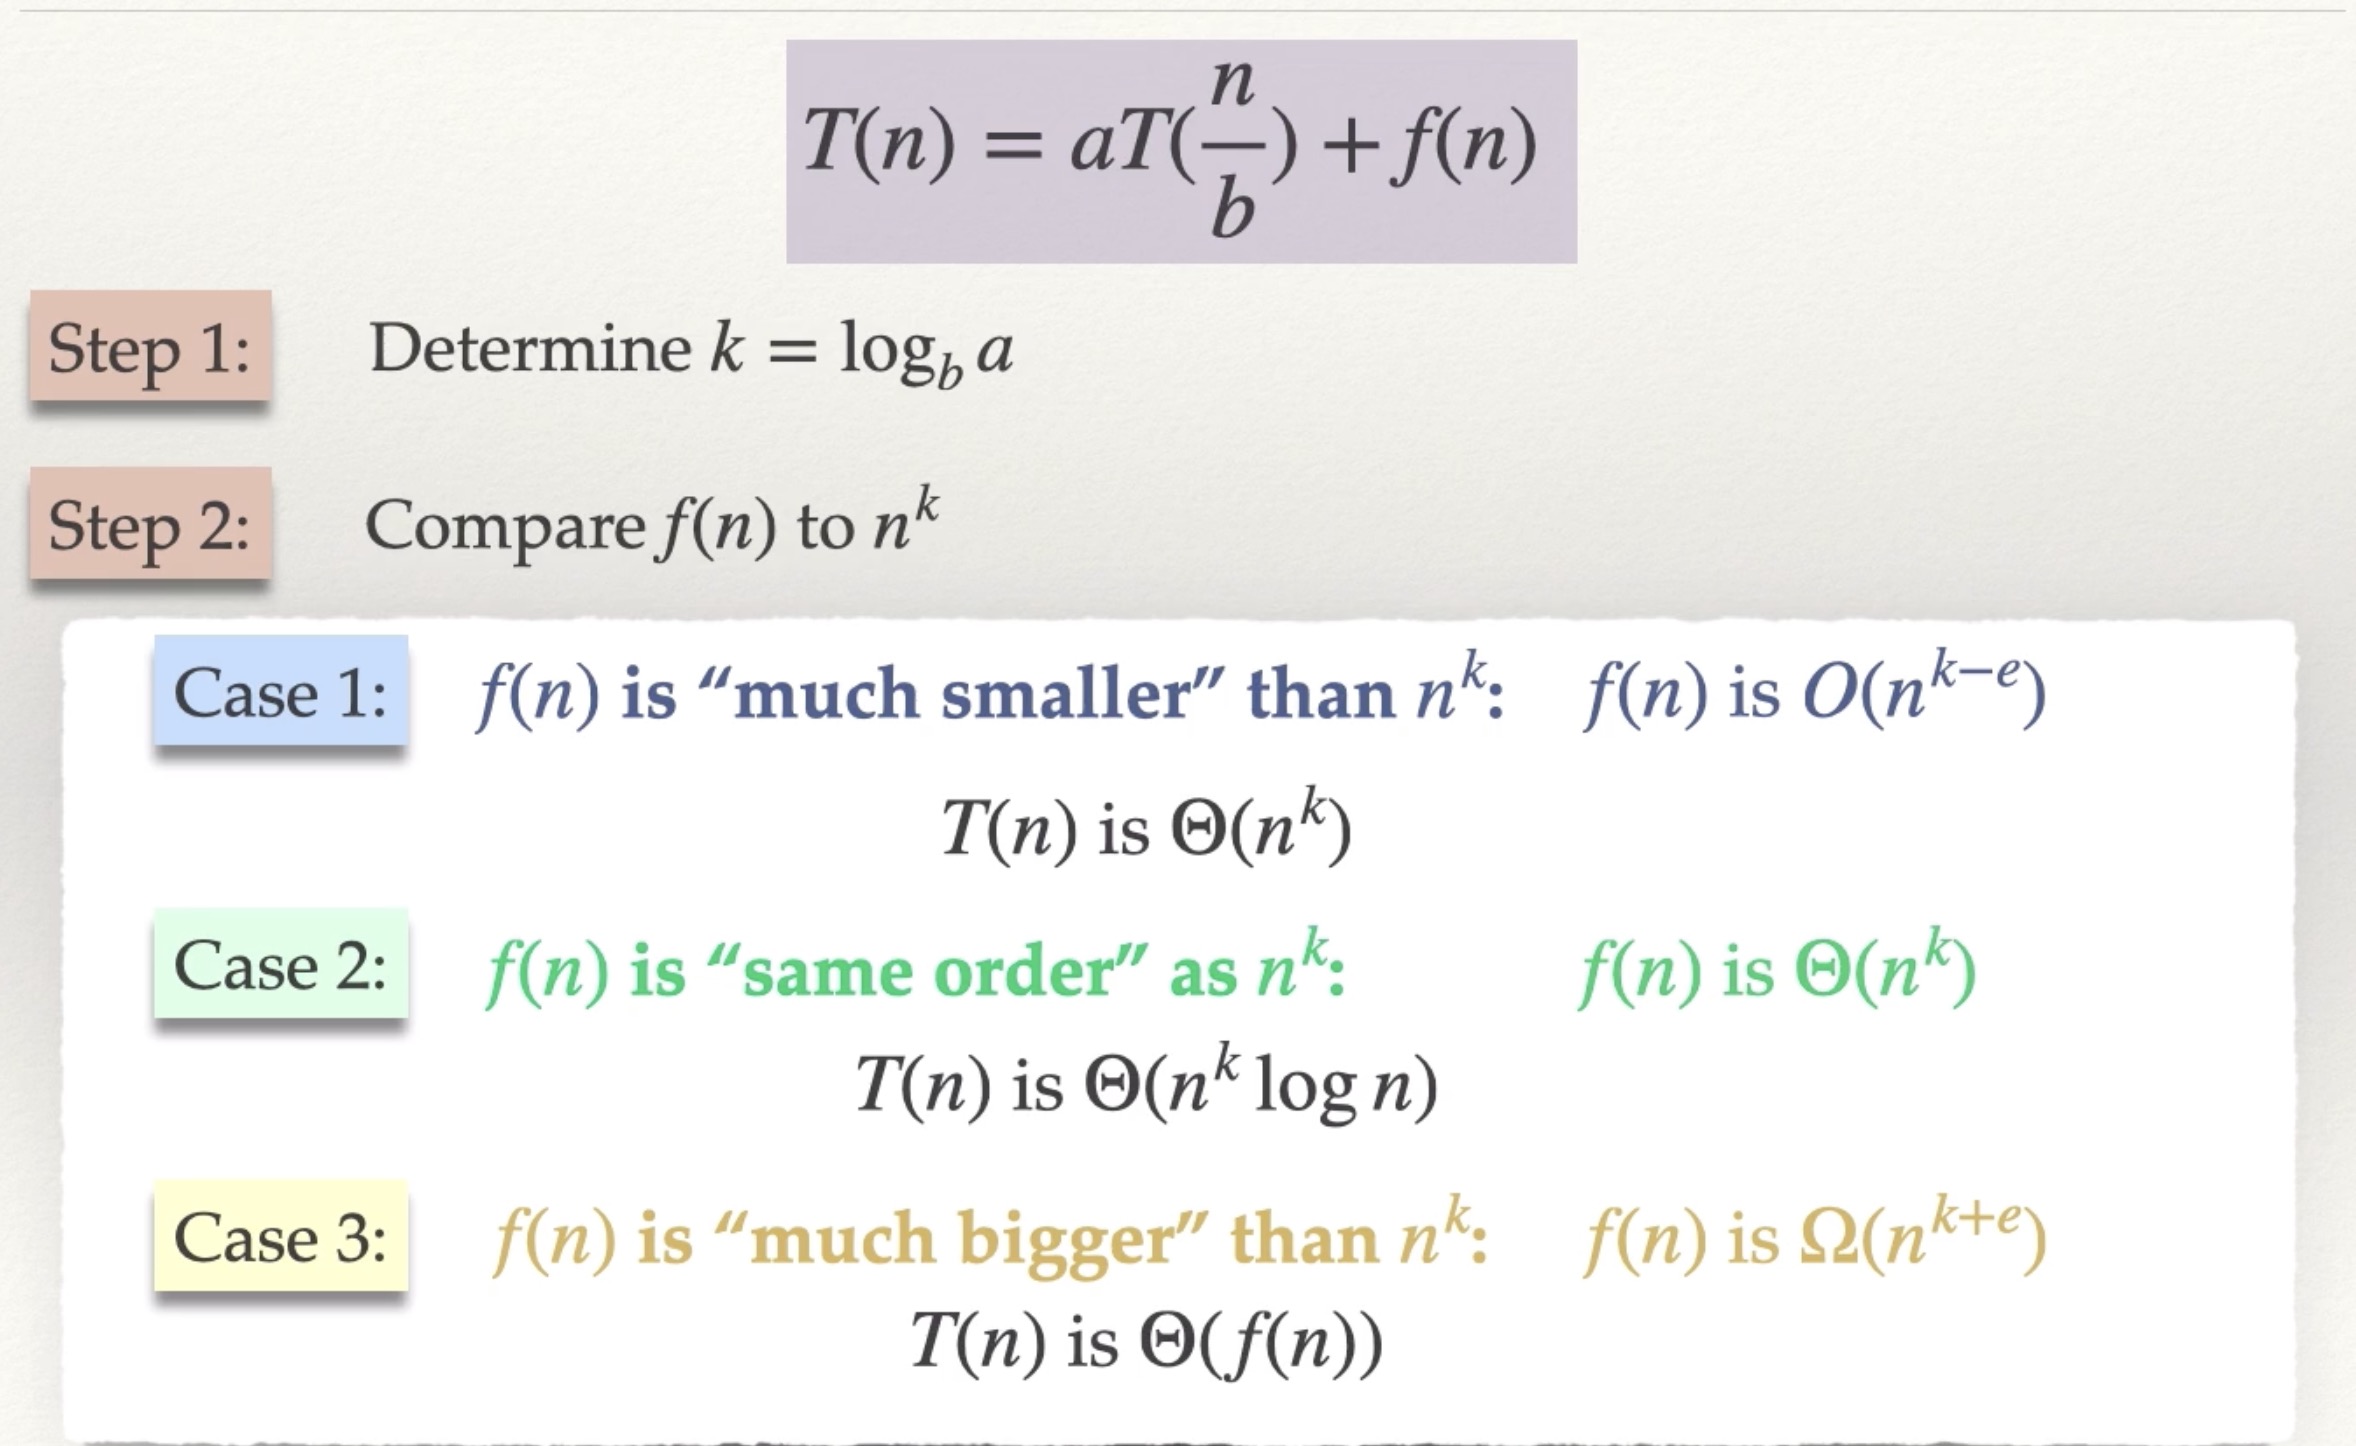 T(n) = aT(n/b) + f(n)
Step 1: Determine k = log_b a
Step 2: Compare f(n) to n^k
Case 1: f(n) is “much smaller” than n^k: f(n) is O(n^{k−e})
T(n) is Θ(n^k)
Case 2: f(n) is “same order” as n^k: f(n) is Θ(n^k)
T(n) is Θ(n^k log n)
Case 3: f(n) is “much bigger” than n^k: f(n) is Ω(n^{k+e})
T(n) is Θ(f(n))